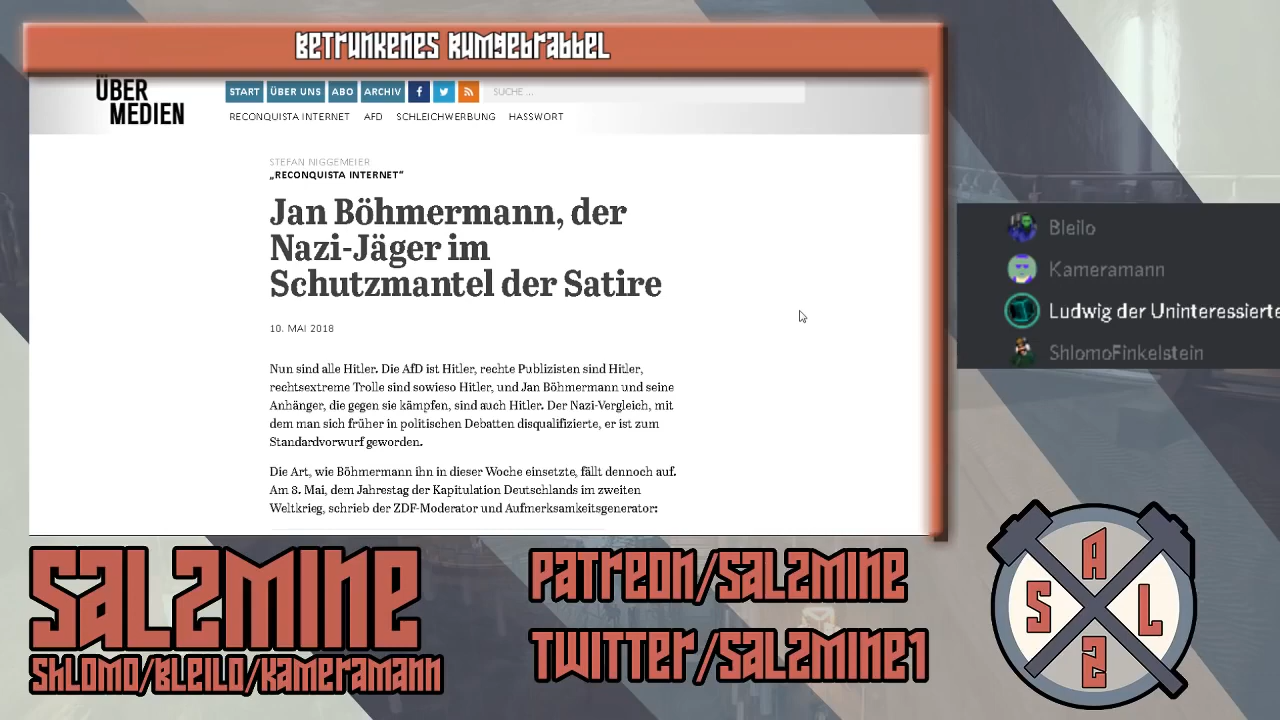 Betrunkenes Rumgebrabbel
ÜBER
MEDIEN
START ÜBER UNS ABO ARCHIV f SUCHE ...
RECONQUISTA INTERNET AFD SCHLEICHWERBUNG HASSWORT
STEFAN NIGGEMEIER
„RECONQUISTA INTERNET“
Jan Böhmermann, der
Nazi-Jäger im
Schutzmantel der Satire
10. MAI 2018
Nun sind alle Hitler. Die AfD ist Hitler, rechte Publizisten sind Hitler,
rechtsextreme Trolle sind sowieso Hitler, und Jan Böhmermann und seine
Anhänger, die gegen sie kämpfen, sind auch Hitler. Der Nazi-Vergleich, mit
dem man sich früher in politischen Debatten disqualifizierte, er ist zum
Standardvorwurf geworden.
Die Art, wie Böhmermann ihn in dieser Woche einsetzte, fällt dennoch auf.
Am 8. Mai, dem Jahrestag der Kapitulation Deutschlands im zweiten
Weltkrieg, schrieb der ZDF-Moderator und Aufmerksamkeitsgenerator:
Bleilo
Kameramann
Ludwig der Uninteressierte
ShlomoFinkelstein
SALZMINE
SHLOMO/BLEILO/KAMERAMANN
PATREON/SALZMINE
TWITTER/SALZMINE1
A
S L
Z